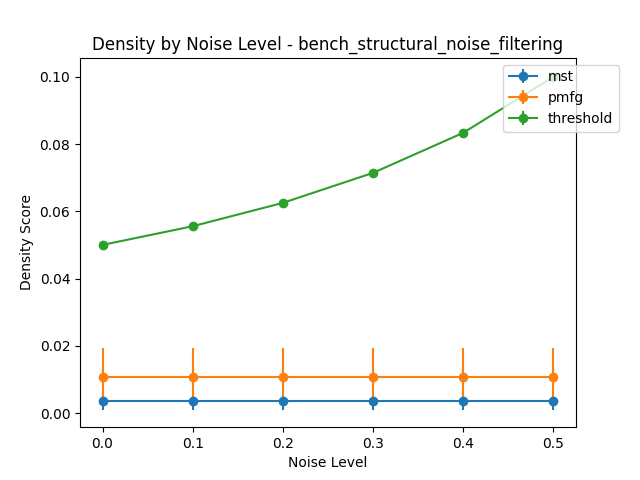 Density by Noise Level - bench_structural_noise_filtering
mst
pmfg
threshold
Density Score
0.10
0.08
0.06
0.04
0.02
0.00
0.0 0.1 0.2 0.3 0.4 0.5
Noise Level